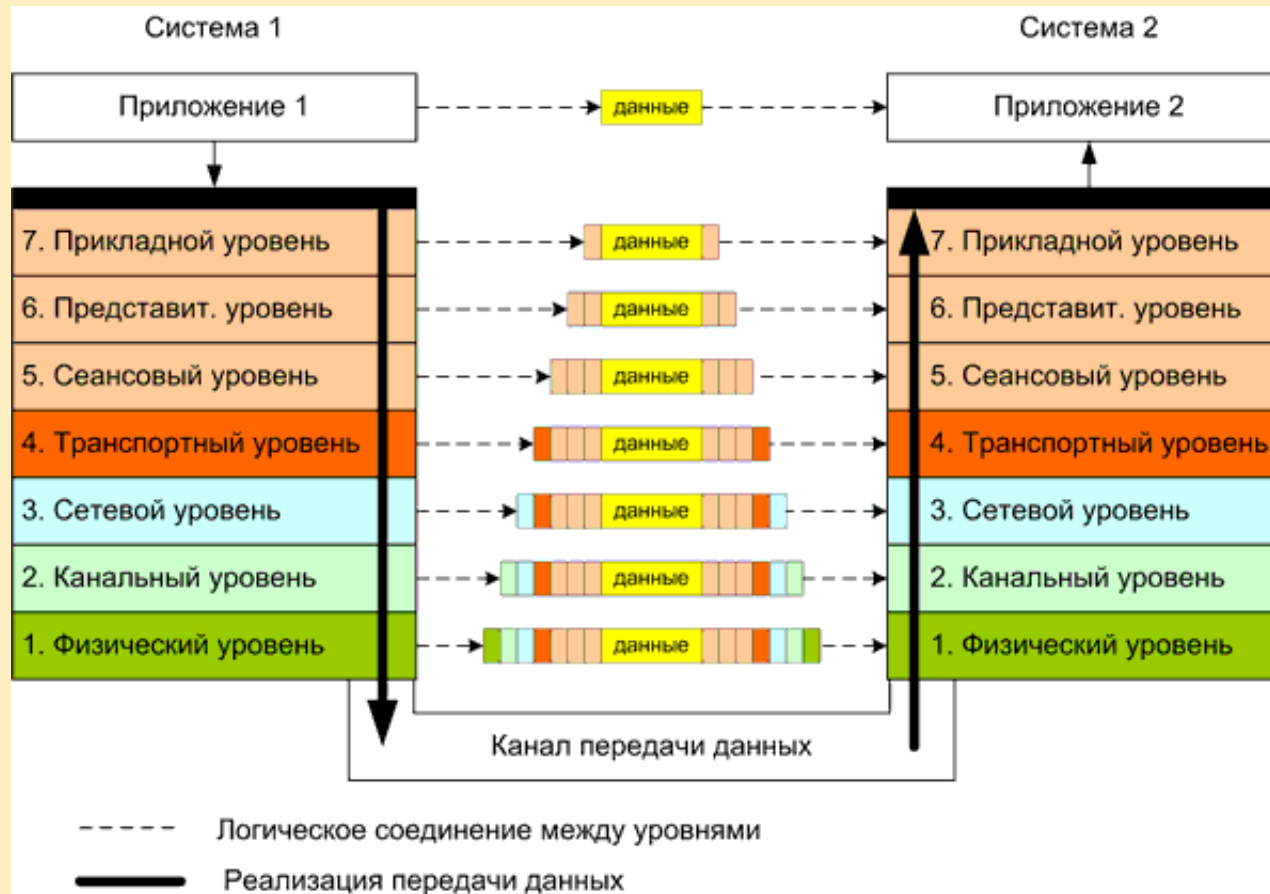 Система 1
Система 2
Приложение 1
данные
Приложение 2
7. Прикладной уровень
данные
7. Прикладной уровень
6. Представит. уровень
данные
6. Представит. уровень
5. Сеансовый уровень
данные
5. Сеансовый уровень
4. Транспортный уровень
данные
4. Транспортный уровень
3. Сетевой уровень
данные
3. Сетевой уровень
2. Канальный уровень
данные
2. Канальный уровень
1. Физический уровень
данные
1. Физический уровень
Канал передачи данных
Логическое соединение между уровнями
Реализация передачи данных